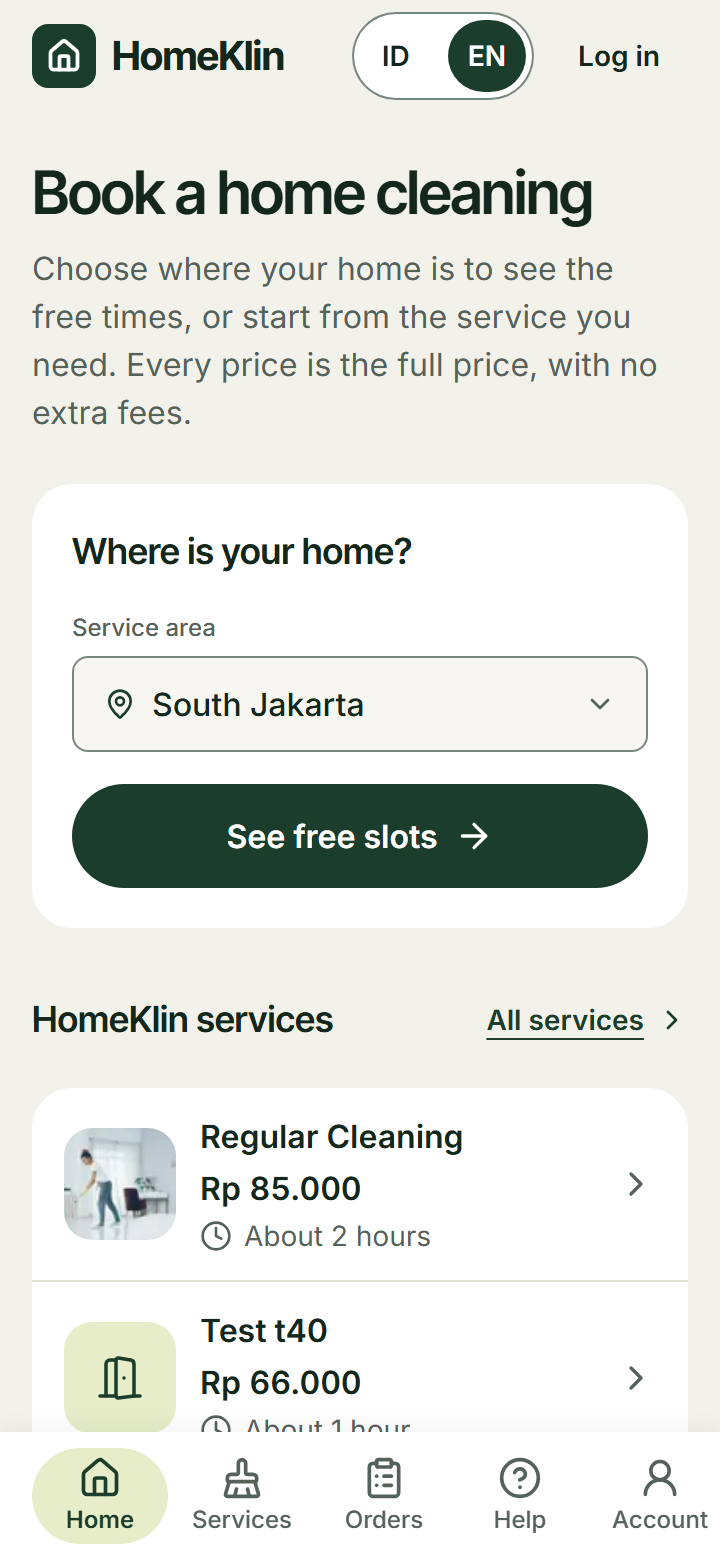 HomeKlin
ID
EN
Log in
Book a home cleaning
Choose where your home is to see the
free times, or start from the service you
need. Every price is the full price, with no
extra fees.
Where is your home?
Service area
South Jakarta
See free slots
HomeKlin services
All services
Regular Cleaning
Rp 85.000
About 2 hours
Test t40
Rp 66.000
About 1 hour
Home
Services
Orders
Help
Account